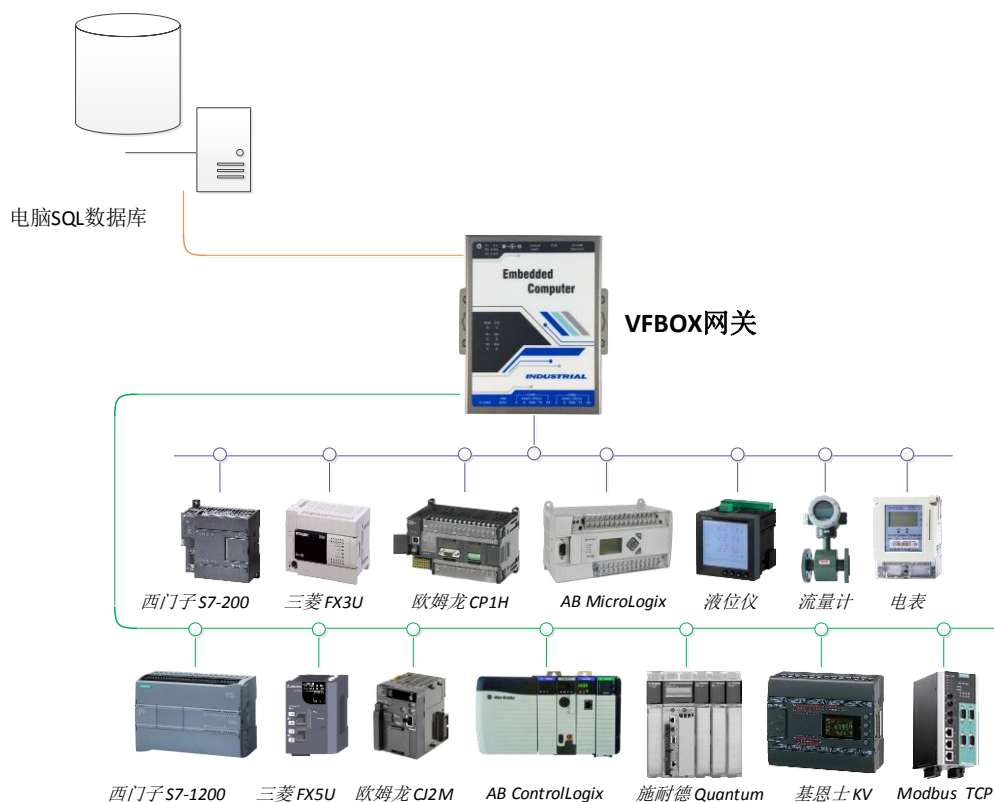 电脑SQL数据库
Embedded
Computer
INDUSTRIAL
VFBOX网关
西门子 S7-200
三菱 FX3U
欧姆龙 CP1H
AB MicroLogix
液位仪
流量计
电表
西门子 S7-1200
三菱 FX5U
欧姆龙 CJ2M
AB ControlLogix
施耐德 Quantum
基恩士 KV
Modbus TCP